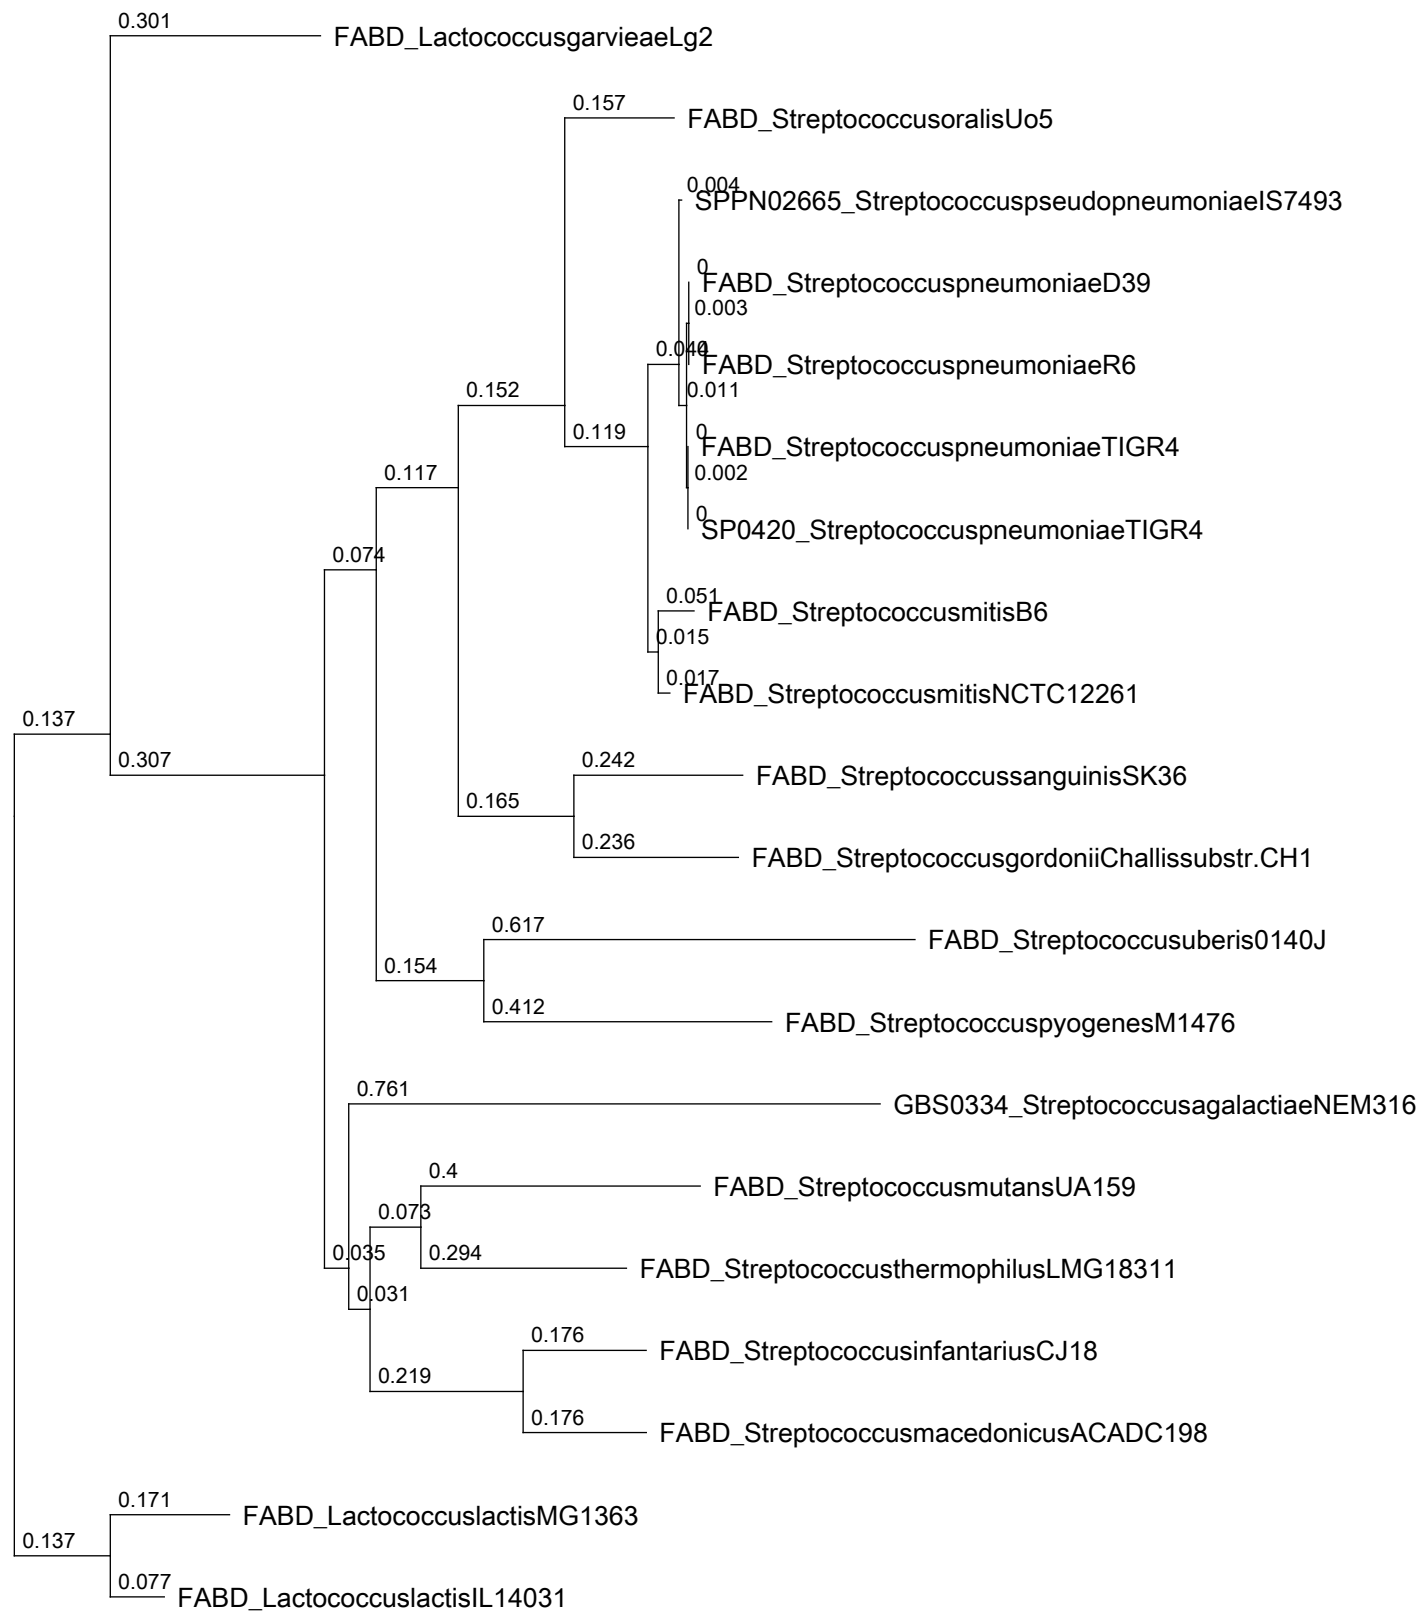 0.301
FABD_LactococcusgarvieaeLg2
0.157
FABD_StreptococcusoralisUo5
0.004
SPPN02665_StreptococcuspseudopneumoniaeIS7493
0
FABD_StreptococcuspneumoniaeD39
0.003
0.040
0
FABD_StreptococcuspneumoniaeR6
0.152
0.011
0.119
0
FABD_StreptococcuspneumoniaeTIGR4
0.117
0.002
0
SP0420_StreptococcuspneumoniaeTIGR4
0.074
0.051
FABD_StreptococcusmitisB6
0.015
0.017
FABD_StreptococcusmitisNCTC12261
0.137
0.307
0.242
FABD_StreptococcussanguinisSK36
0.165
0.236
FABD_StreptococcusgordoniiChallissubstr.CH1
0.617
FABD_Streptococcusuberis0140J
0.154
0.412
FABD_StreptococcuspyogenesM1476
0.761
GBS0334_StreptococcusagalactiaeNEM316
0.4
FABD_StreptococcusmutansUA159
0.073
0.035
0.294
FABD_StreptococcusthermophilusLMG18311
0.031
0.176
FABD_StreptococcusinfantariusCJ18
0.219
0.176
FABD_StreptococcusmacedonicusACADC198
0.171
FABD_LactococcuslactisMG1363
0.137
0.077
FABD_LactococcuslactisIL14031